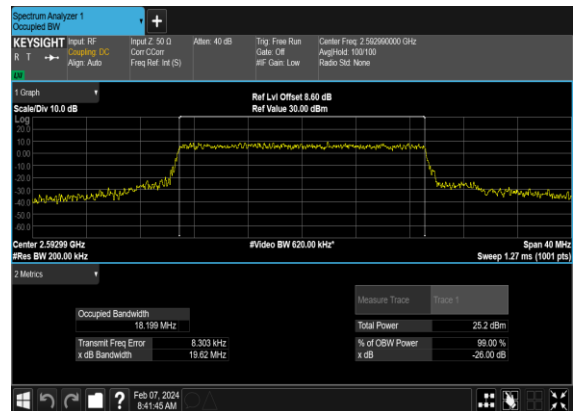 Spectrum Analyzer 1
Occupied BW
KEYSIGHT Input: RF Input Z: 50 Ω Atten: 40 dB Trig: Free Run Center Freq: 2.592990000 GHz
R T Coupling: DC Corr CCorr Gate: Off Avg|Hold: 100/100
Align: Auto Freq Ref: Int (S) #IF Gain: Low Radio Std: None
1 Graph
Ref Lvl Offset 8.60 dB
Scale/Div 10.0 dB Ref Value 30.00 dBm
Log
20.0
10.0
0.00
-10.0
-20.0
-30.0
-40.0
-50.0
-60.0
Center 2.59299 GHz #Video BW 620.00 kHz* Span 40 MHz
#Res BW 200.00 kHz Sweep 1.27 ms (1001 pts)
2 Metrics
Measure Trace Trace 1
Occupied Bandwidth
18.199 MHz Total Power 25.2 dBm
Transmit Freq Error 8.303 kHz % of OBW Power 99.00 %
x dB Bandwidth 19.62 MHz x dB -26.00 dB
? Feb 07, 2024
8:41:45 AM